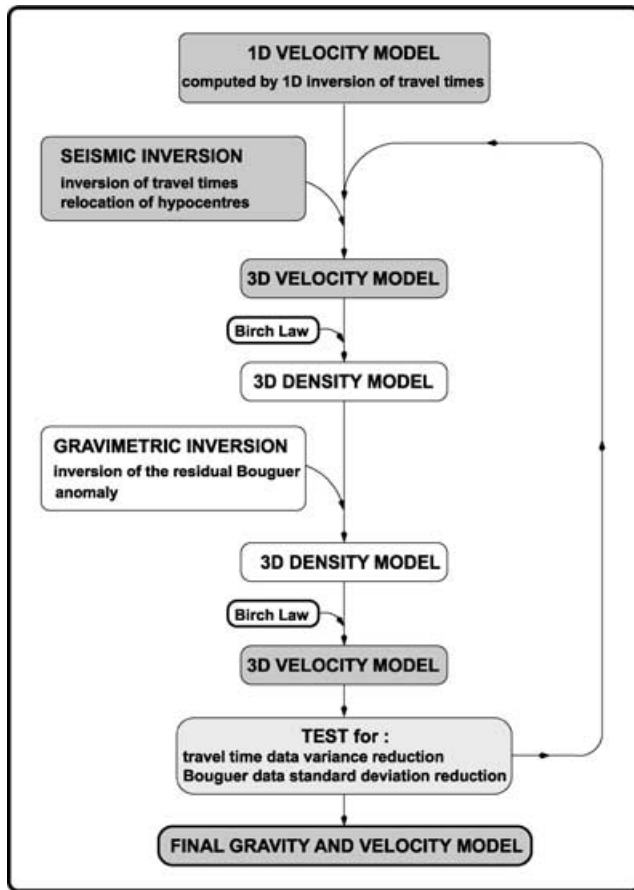 1D VELOCITY MODEL
computed by 1D inversion of travel times
SEISMIC INVERSION
inversion of travel times
relocation of hypocentres
3D VELOCITY MODEL
Birch Law
3D DENSITY MODEL
GRAVIMETRIC INVERSION
inversion of the residual Bouguer
anomaly
3D DENSITY MODEL
Birch Law
3D VELOCITY MODEL
TEST for :
travel time data variance reduction
Bouguer data standard deviation reduction
FINAL GRAVITY AND VELOCITY MODEL